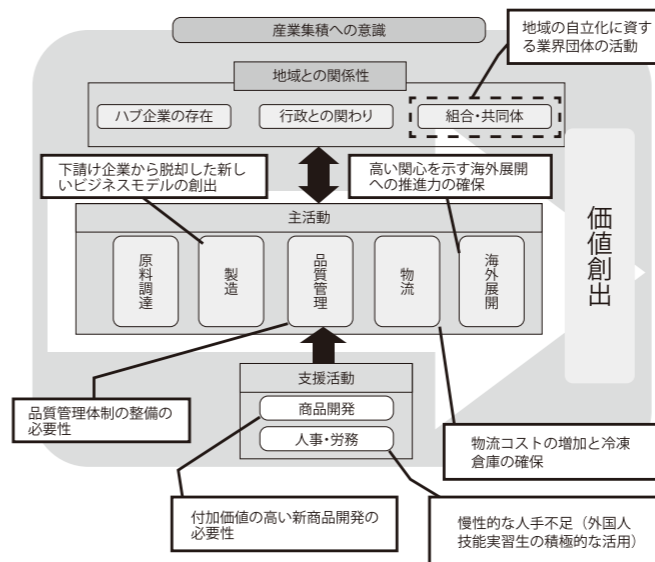 産業集積への意識
地域の自立化に資す
る業界団体の活動
地域との関係性
ハブ企業の存在
行政との関わり
組合・共同体
下請け企業から脱却した新し
いビジネスモデルの創出
高い関心を示す海外展開
への推進力の確保
主活動
原料調達
製造
品質管理
物流
海外展開
価値創出
支援活動
商品開発
人事・労務
品質管理体制の整備の
必要性
物流コストの増加と冷凍
倉庫の確保
付加価値の高い新商品開発の
必要性
慢性的な人手不足（外国人
技能実習生の積極的な活用）